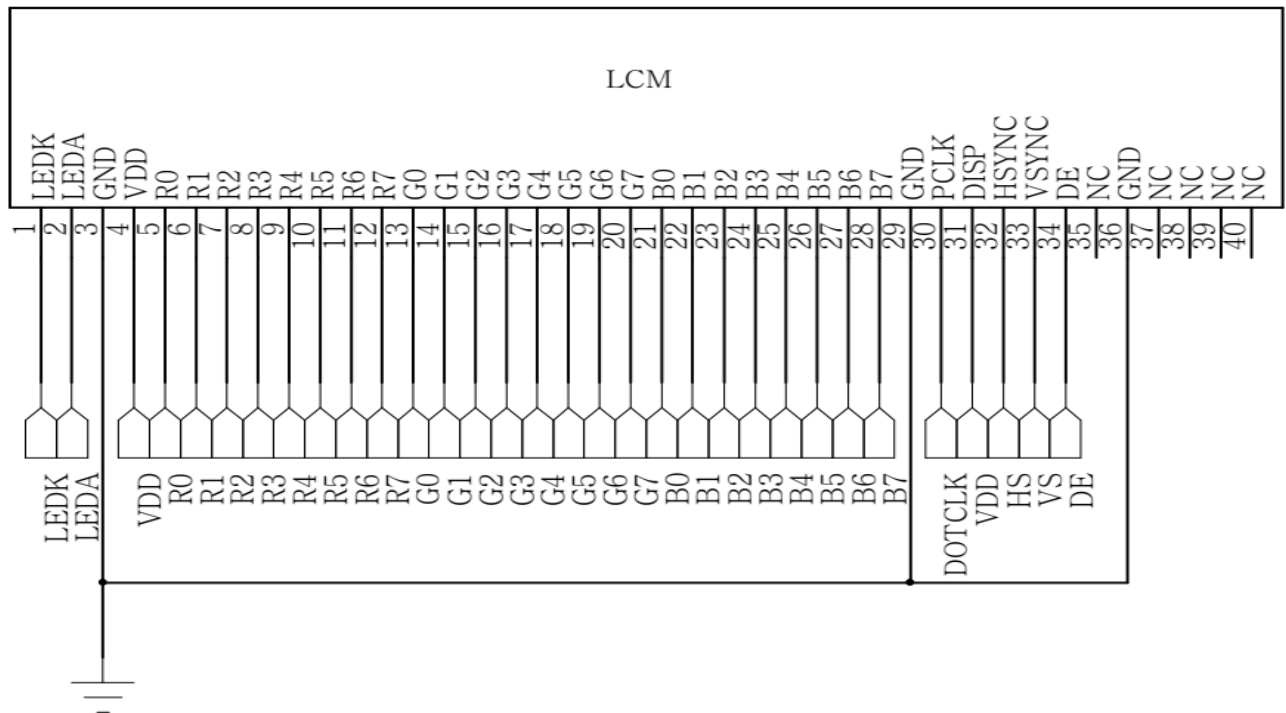 LCM
LEDK LEDA GND VDD R0 R1 R2 R3 R4 R5 R6 R7 G0 G1 G2 G3 G4 G5 G6 G7 B0 B1 B2 B3 B4 B5 B6 B7 GND PCLK DISP HSYNC VSYNC DE NC GND NC NC NC NC
1 2 3 4 5 6 7 8 9 10 11 12 13 14 15 16 17 18 19 20 21 22 23 24 25 26 27 28 29 30 31 32 33 34 35 36 37 38 39 40
LEDK LEDA VDD R0 R1 R2 R3 R4 R5 R6 R7 G0 G1 G2 G3 G4 G5 G6 G7 B0 B1 B2 B3 B4 B5 B6 B7 DOTCLK VDD HS VS DE